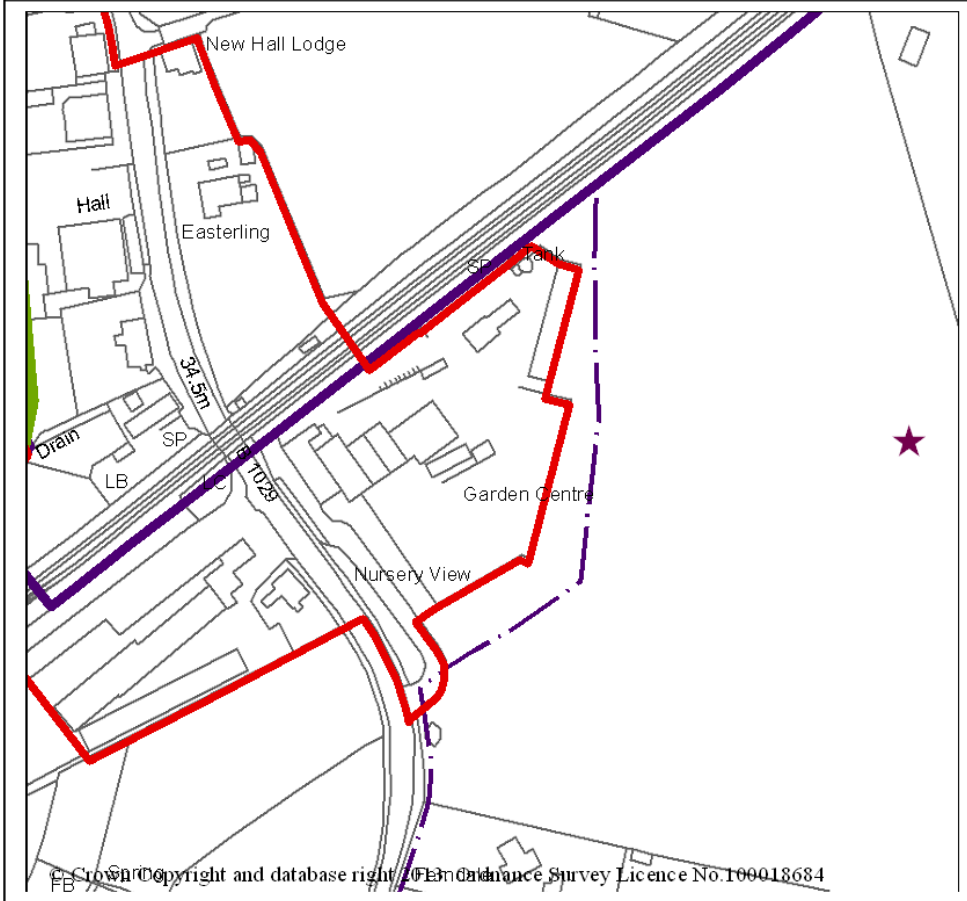 New Hall Lodge
Hall
Easterling
Tank
SP
34.5m
Drain
SP
B 1029
LB
LC
Garden Centre
Nursery View
Spring
FB
© Crown Copyright and database right 2013. Ordnance Survey Licence No.100018684